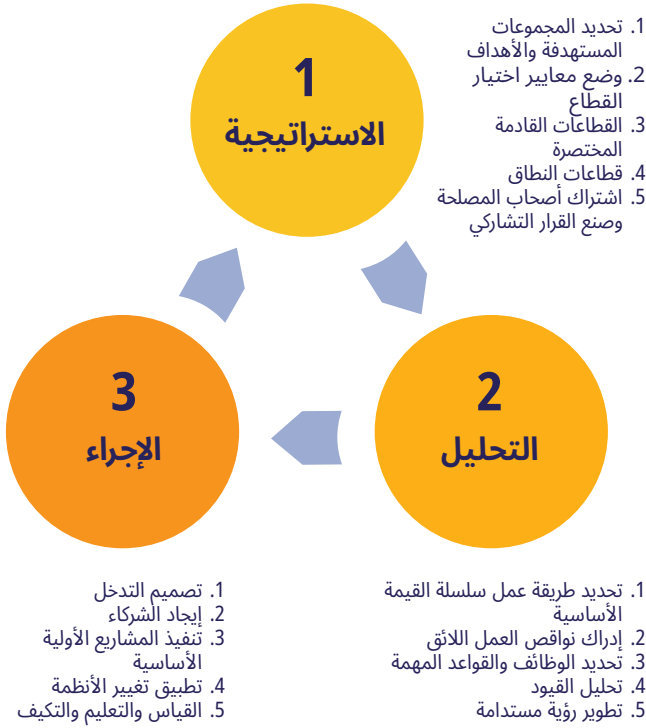 1
الاستراتيجية
1. تحديد المجموعات
المستهدفة والأهداف
2. وضع معايير اختيار
القطاع
3. القطاعات القادمة
المختصرة
4. قطاعات النطاق
5. اشتراك أصحاب المصلحة
وصنع القرار التشاركي
2
التحليل
1. تحديد طريقة عمل سلسلة القيمة
الأساسية
2. إدراك نواقص العمل اللائق
3. تحديد الوظائف والقواعد المهمة
4. تحليل القيود
5. تطوير رؤية مستدامة
3
الإجراء
1. تصميم التدخل
2. إيجاد الشركاء
3. تنفيذ المشاريع الأولية
الأساسية
4. تطبيق تغيير الأنظمة
5. القياس والتعليم والتكيف